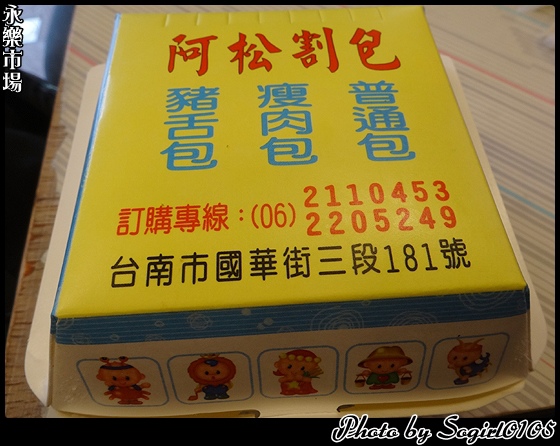 永樂市場
阿松割包
普通包
瘦肉包
豬舌包
訂購專線：(06) 2110453
2205249
台南市國華街三段181號
Photo by Sogirl0105